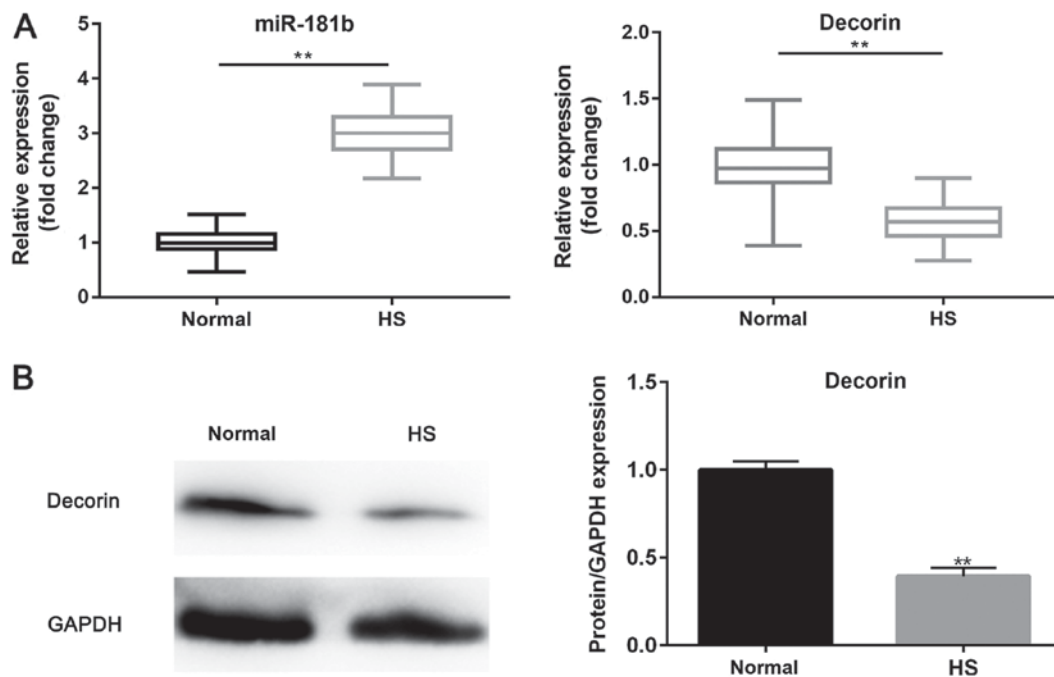 A
miR-181b
**
Relative expression
(fold change)
5
4
3
2
1
0
Normal HS
Decorin
**
Relative expression
(fold change)
2.0
1.5
1.0
0.5
0.0
Normal HS
B
Normal HS
Decorin
GAPDH
Decorin
Protein/GAPDH expression
1.5
1.0
0.5
0.0
**
Normal HS